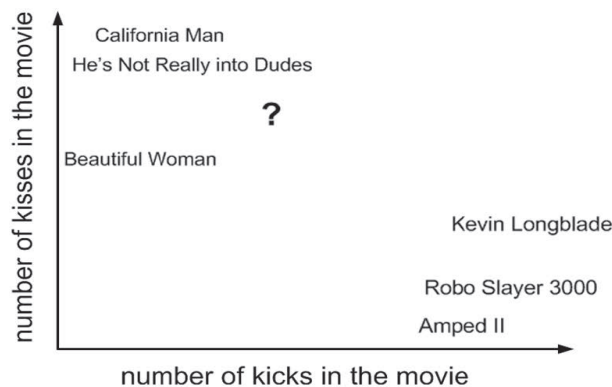 number of kisses in the movie
California Man
He's Not Really into Dudes
?
Beautiful Woman
Kevin Longblade
Robo Slayer 3000
Amped II
number of kicks in the movie